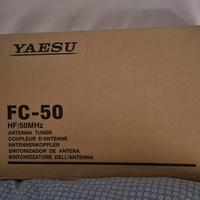 YAESU
FC-50
HF/50MHz
ANTENNA TUNER
COUPLEUR D'ANTENNE
ANTENNENKOPPLER
SINTONIZADOR DE ANTENA
SINTONIZZATORE DELL'ANTENNA